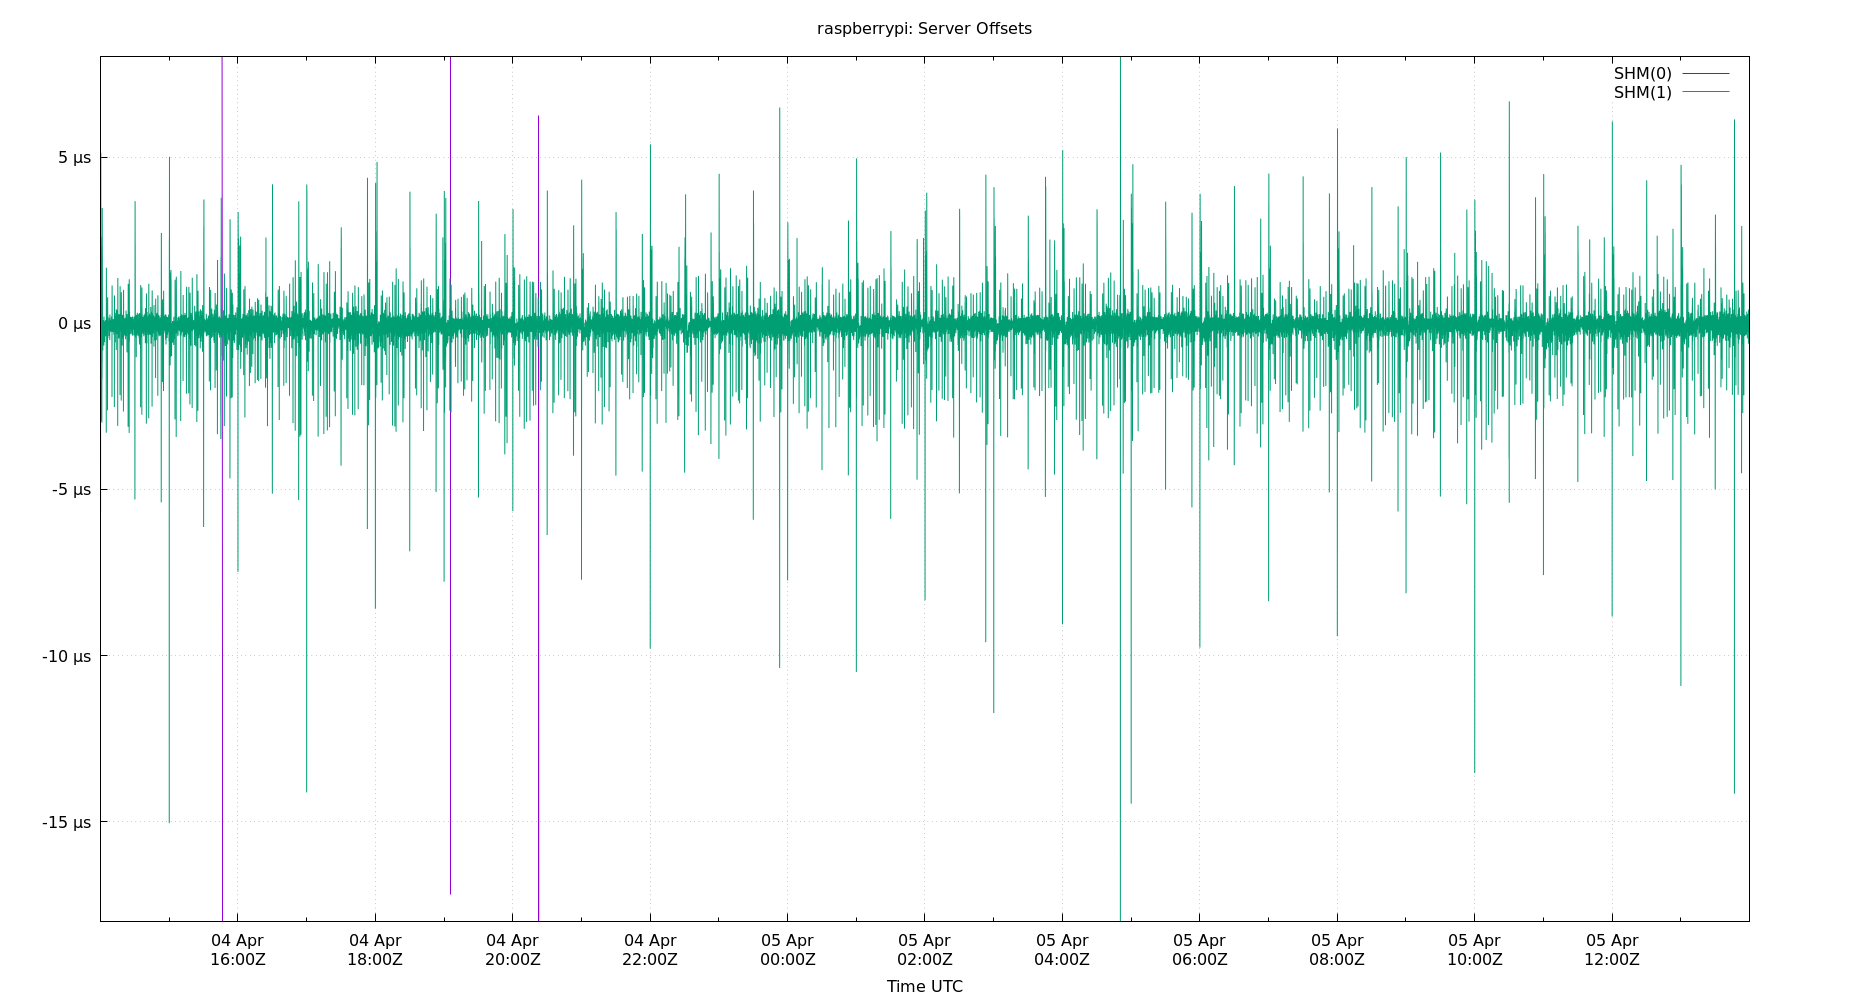 raspberrypi: Server Offsets
SHM(0)
SHM(1)
5 µs
0 µs
-5 µs
-10 µs
-15 µs
04 Apr 04 Apr 04 Apr 04 Apr 05 Apr 05 Apr 05 Apr 05 Apr 05 Apr 05 Apr 05 Apr
16:00Z 18:00Z 20:00Z 22:00Z 00:00Z 02:00Z 04:00Z 06:00Z 08:00Z 10:00Z 12:00Z
Time UTC